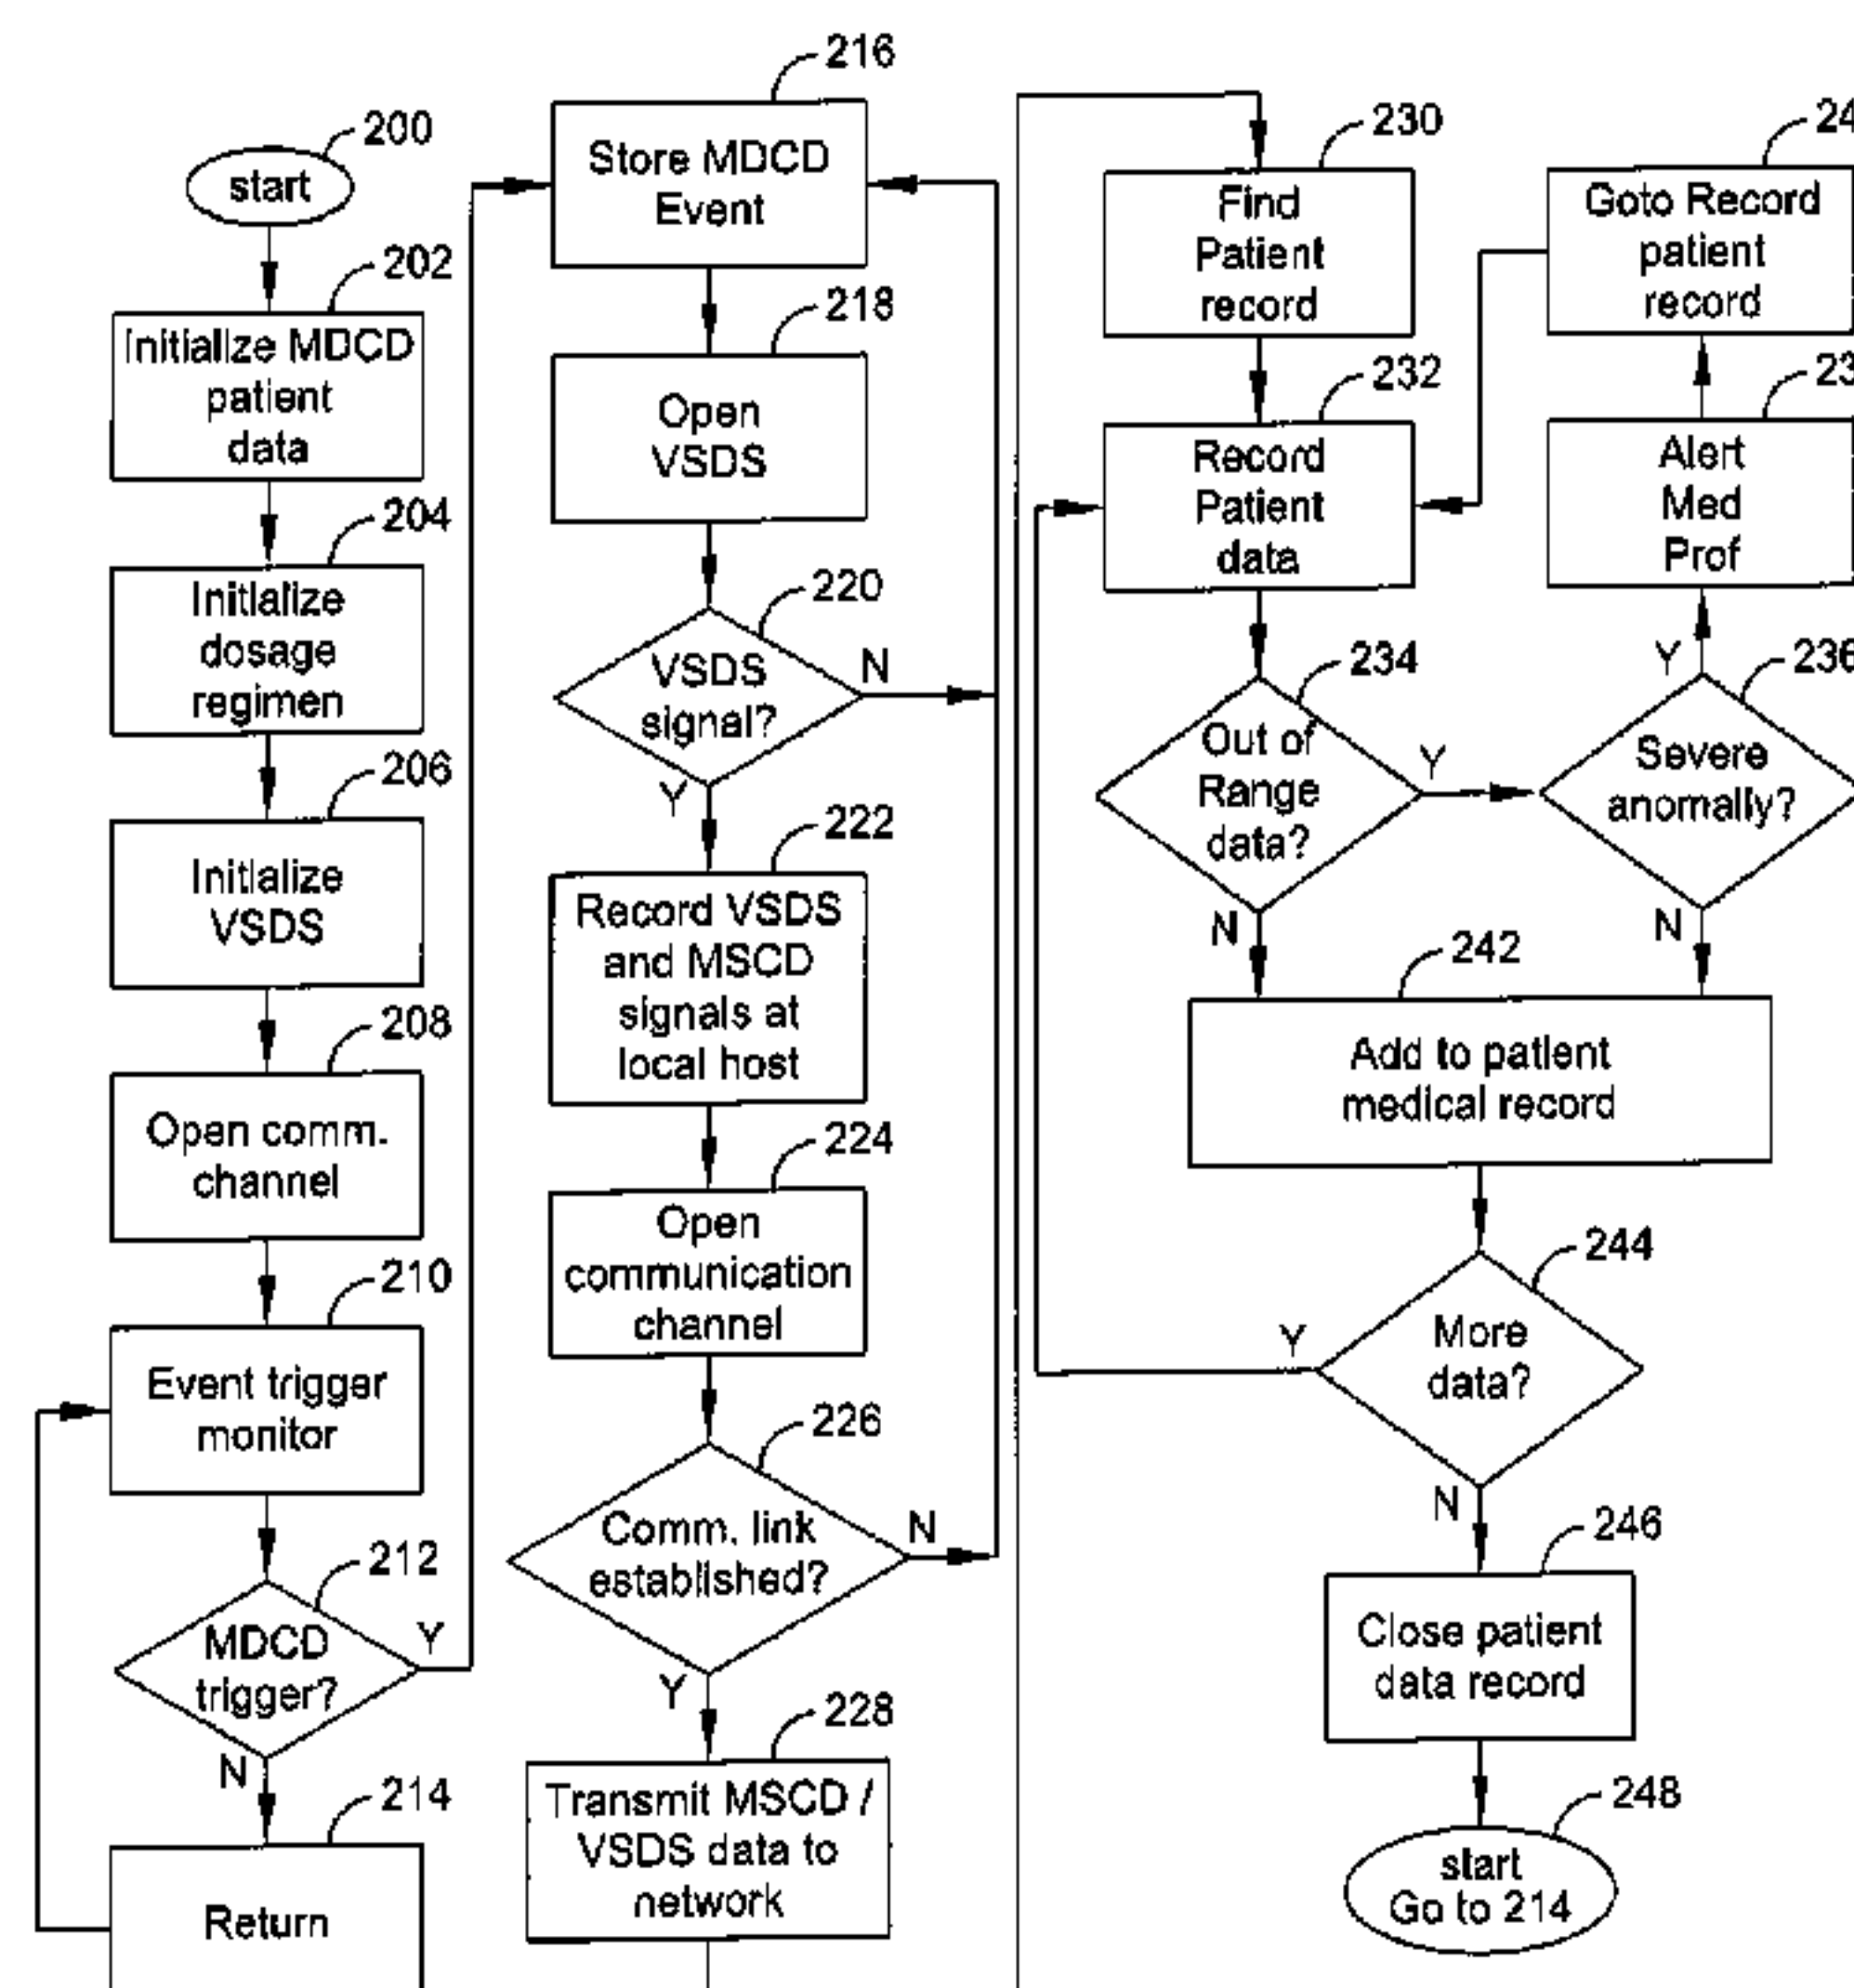 200
start
202
Initialize MDCD
patient
data
204
Initialize
dosage
regimen
206
Initialize
VSDS
208
Open comm.
channel
210
Event trigger
monitor
212
MDCD
trigger?
Y
N
214
Return
216
Store MDCD
Event
218
Open
VSDS
220
VSDS
signal?
N
Y
222
Record VSDS
and MSCD
signals at
local host
224
Open
communication
channel
226
Comm. link
established?
N
Y
228
Transmit MSCD /
VSDS data to
network
230
Find
Patient
record
232
Record
Patient
data
234
Out of
Range
data?
Y
N
24
Goto Record
patient
record
23
Alert
Med
Prof
Y
236
Severe
anomally?
N
242
Add to patient
medical record
244
More
data?
Y
N
246
Close patient
data record
248
start
Go to 214